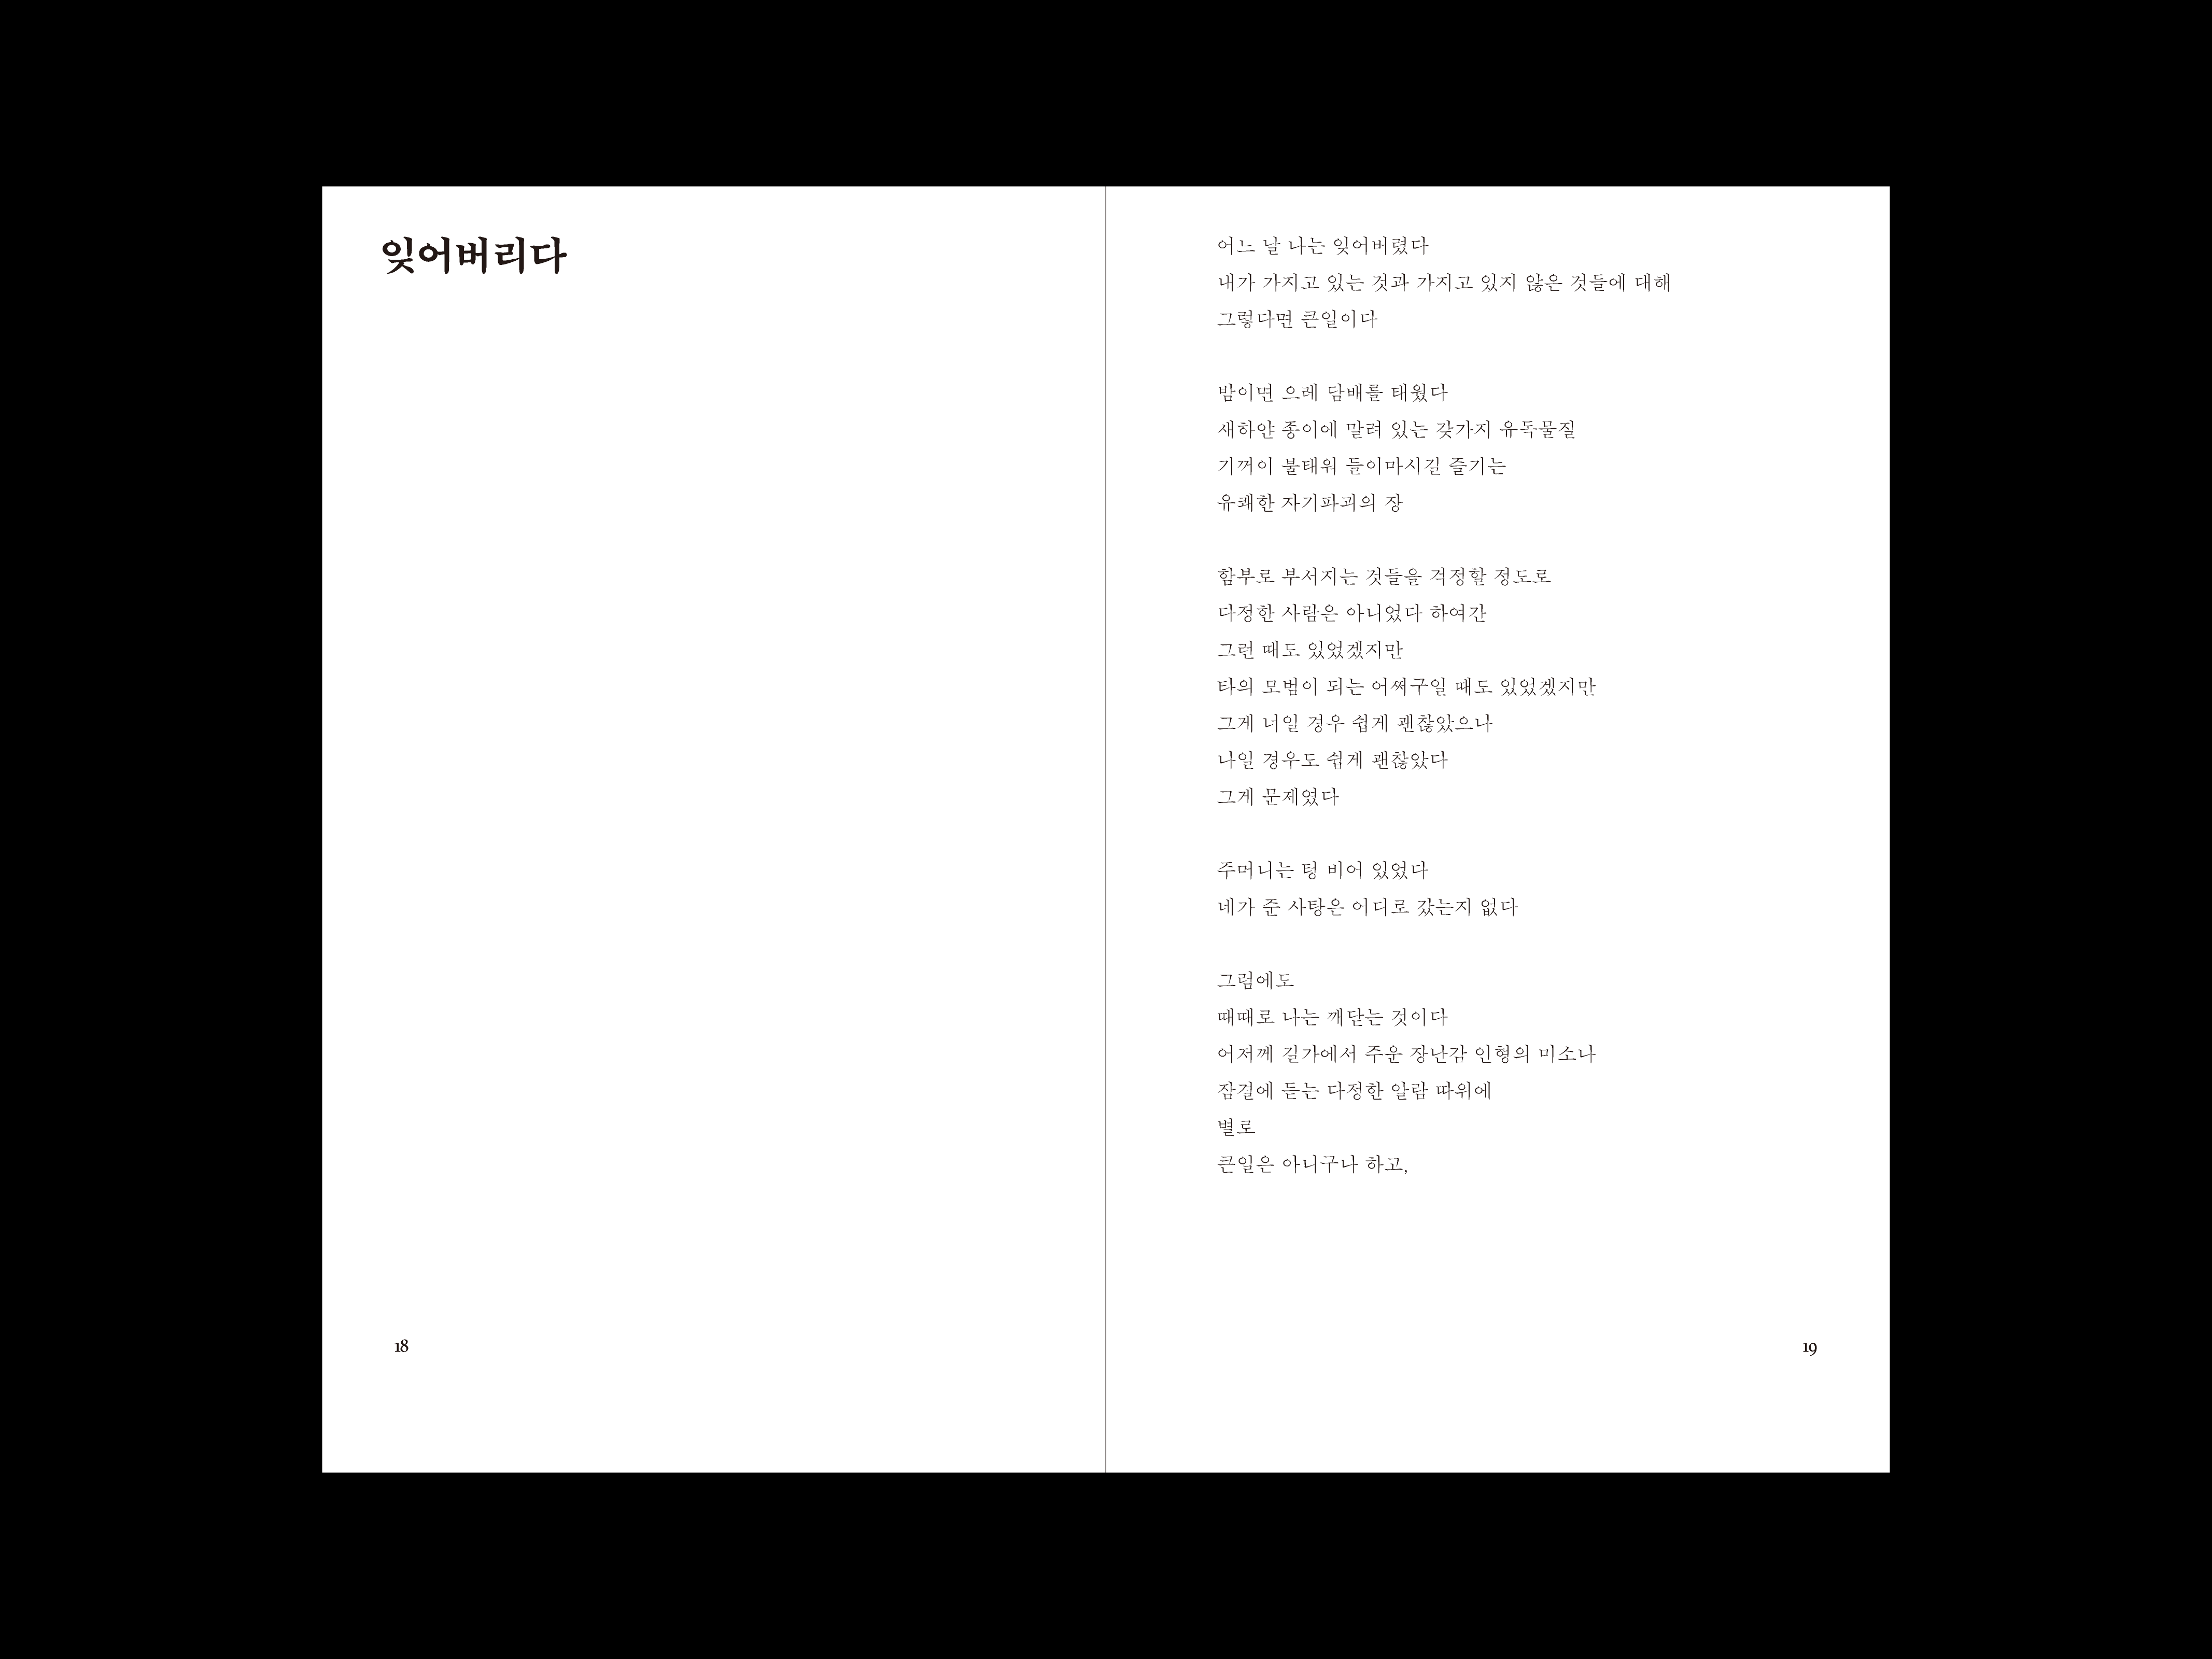 잊어버리다
어느 날 나는 잊어버렸다
내가 가지고 있는 것과 가지고 있지 않은 것들에 대해
그렇다면 큰일이다
밤이면 으레 담배를 태웠다
새하얀 종이에 말려 있는 갖가지 유독물질
기꺼이 불태워 들이마시길 즐기는
유쾌한 자기파괴의 장
함부로 부서지는 것들을 걱정할 정도로
다정한 사람은 아니었다 하여간
그런 때도 있었겠지만
타의 모범이 되는 어쩌구일 때도 있었겠지만
그게 너일 경우 쉽게 괜찮았으나
나일 경우도 쉽게 괜찮았다
그게 문제였다
주머니는 텅 비어 있었다
네가 준 사탕은 어디로 갔는지 없다
그럼에도
때때로 나는 깨닫는 것이다
어저께 길가에서 주운 장난감 인형의 미소나
잠결에 듣는 다정한 알람 따위에
별로
큰일은 아니구나 하고,
18
19